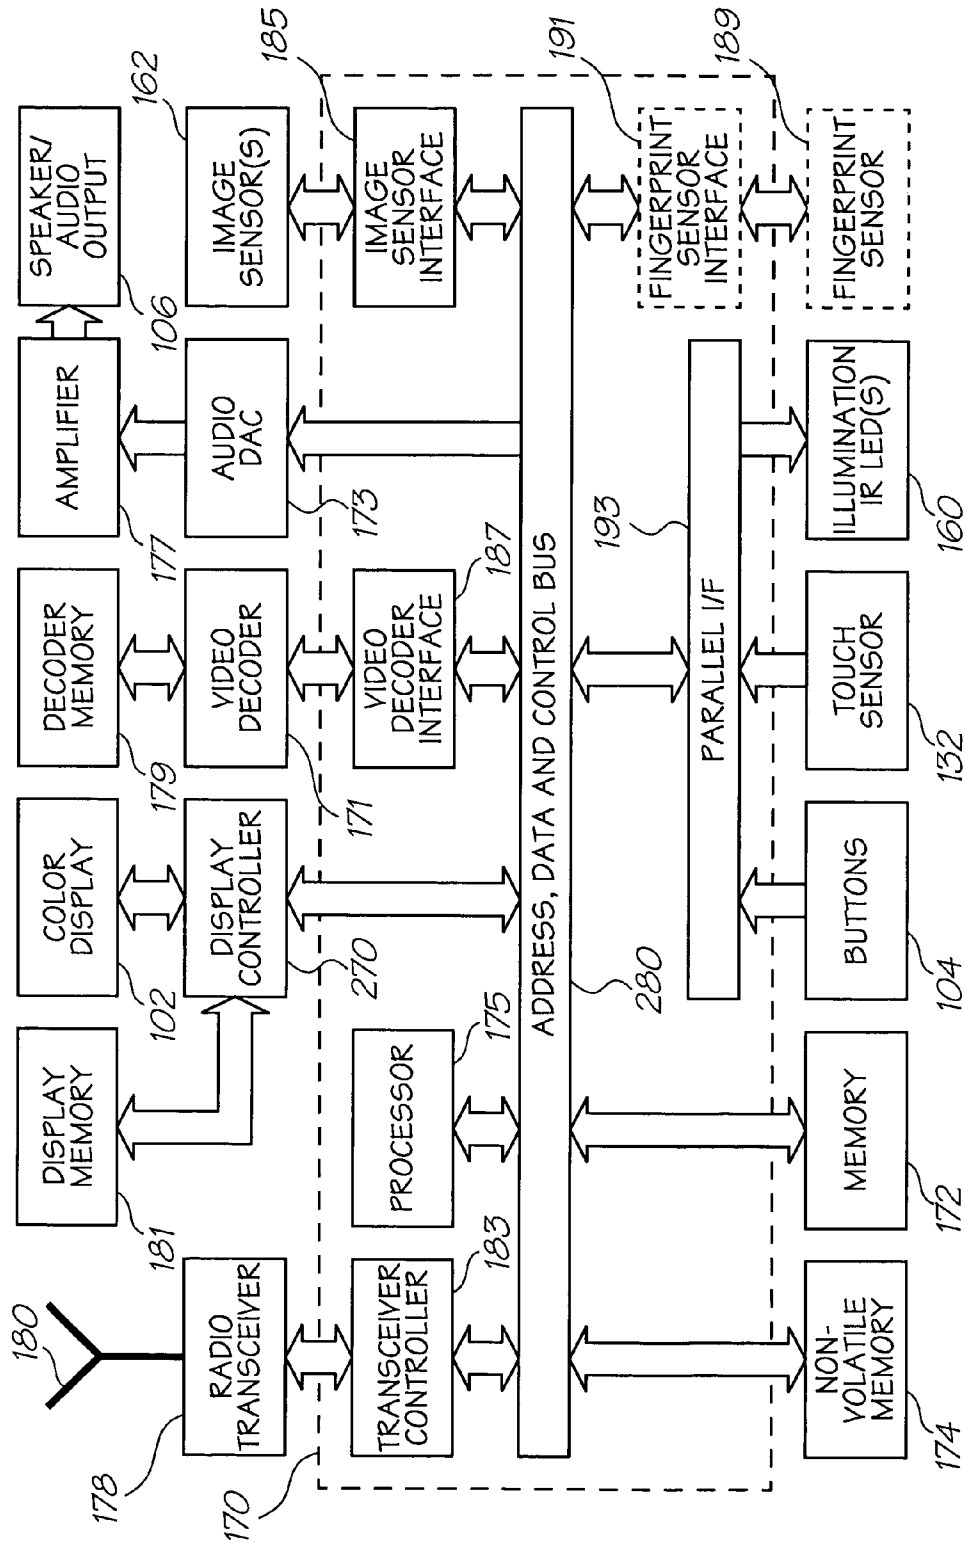 180
DISPLAY
MEMORY
181
COLOR
DISPLAY
102
DECODER
MEMORY
179
AMPLIFIER
177
SPEAKER/
AUDIO
OUTPUT
106
178
RADIO
TRANSCEIVER
DISPLAY
CONTROLLER
270
VIDEO
DECODER
171
AUDIO
DAC
173
IMAGE
SENSOR(S)
162
170
TRANSCEIVER
CONTROLLER
183
PROCESSOR
175
VIDEO
DECODER
INTERFACE
187
IMAGE
SENSOR
INTERFACE
185
ADDRESS, DATA AND CONTROL BUS
280
PARALLEL I/F
193
FINGERPRINT
SENSOR
INTERFACE
191
NON-
VOLATILE
MEMORY
174
MEMORY
172
BUTTONS
104
TOUCH
SENSOR
132
ILLUMINATION
IR LED(S)
160
FINGERPRINT
SENSOR
189